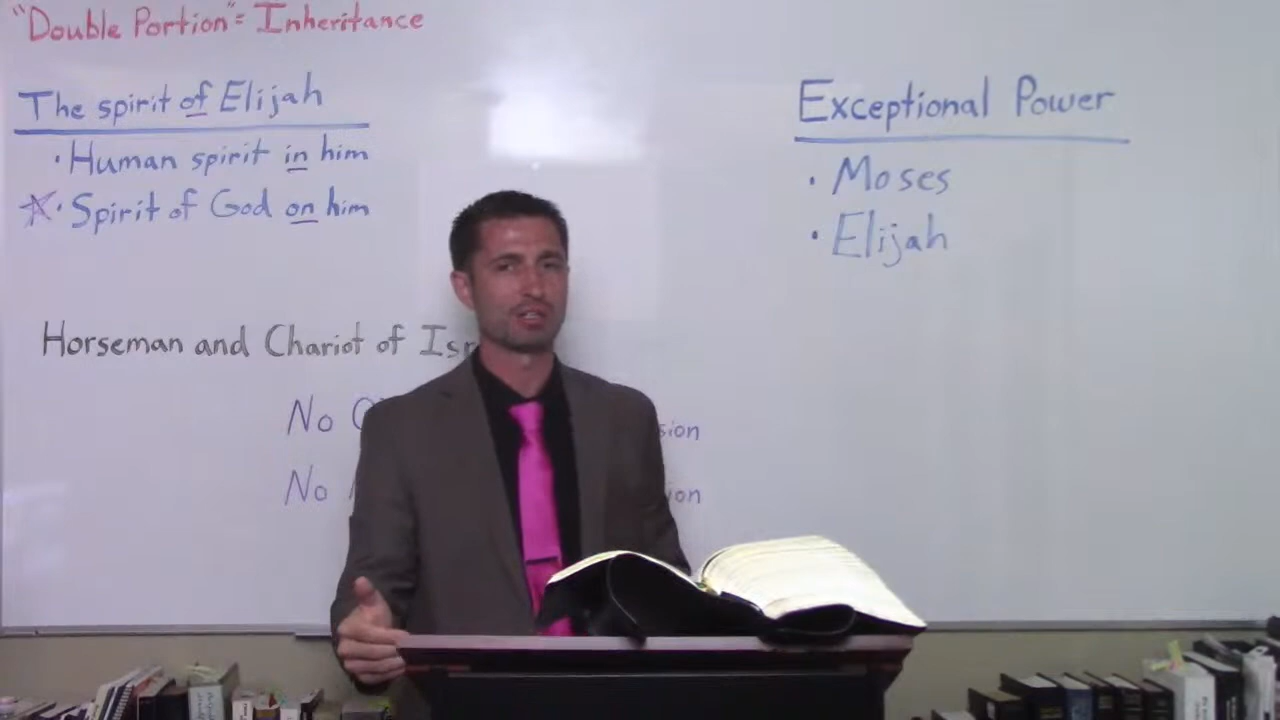 "Double Portion" = Inheritance
The spirit of Elijah
· Human spirit in him
· Spirit of God on him
Exceptional Power
· Moses
· Elijah
Horseman and Chariot of
No
No